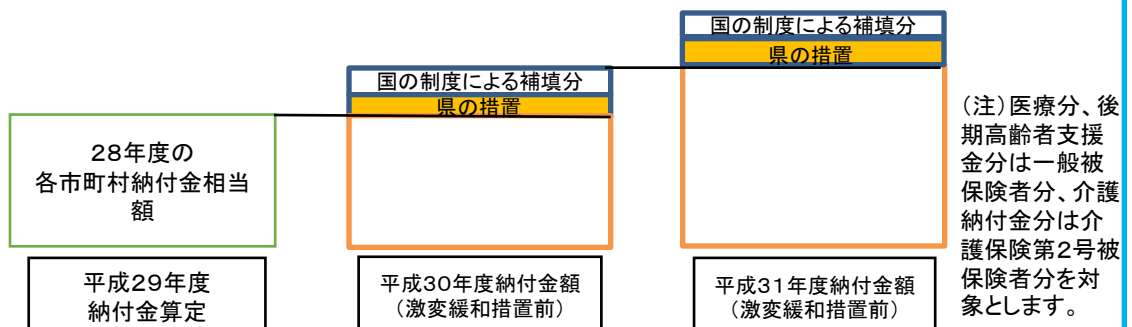 国の制度による補填分
県の措置
国の制度による補填分
県の措置
28年度の
各市町村納付金相当
額
(注)医療分、後
期高齢者支援
金分は一般被
保険者分、介護
納付金分は介
護保険第2号被
保険者分を対
象とします。
平成29年度
納付金算定
平成30年度納付金額
(激変緩和措置前)
平成31年度納付金額
(激変緩和措置前)